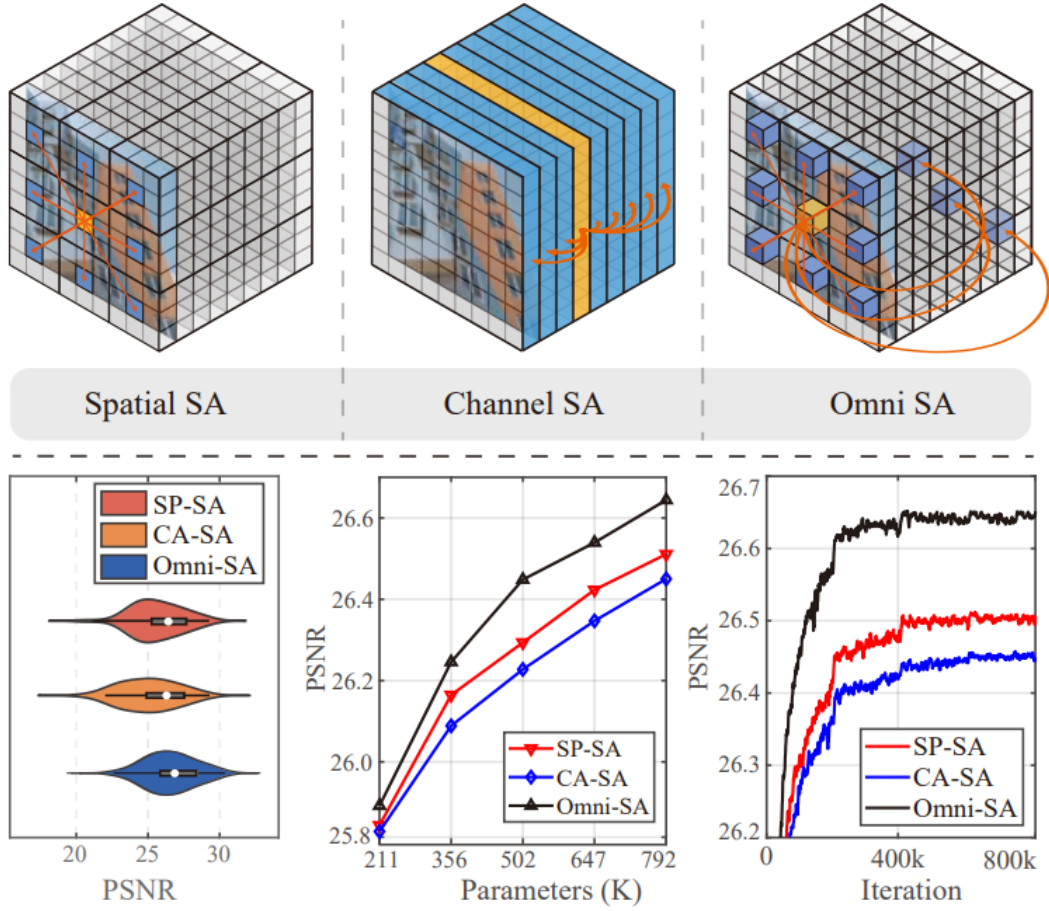 Spatial SA
Channel SA
Omni SA
SP-SA
CA-SA
Omni-SA
20
25
30
PSNR
26.6
26.4
26.2
26.0
25.8
PSNR
SP-SA
CA-SA
Omni-SA
211
356
502
647
792
Parameters (K)
26.7
26.6
26.5
26.4
26.3
26.2
PSNR
SP-SA
CA-SA
Omni-SA
0
400k
800k
Iteration